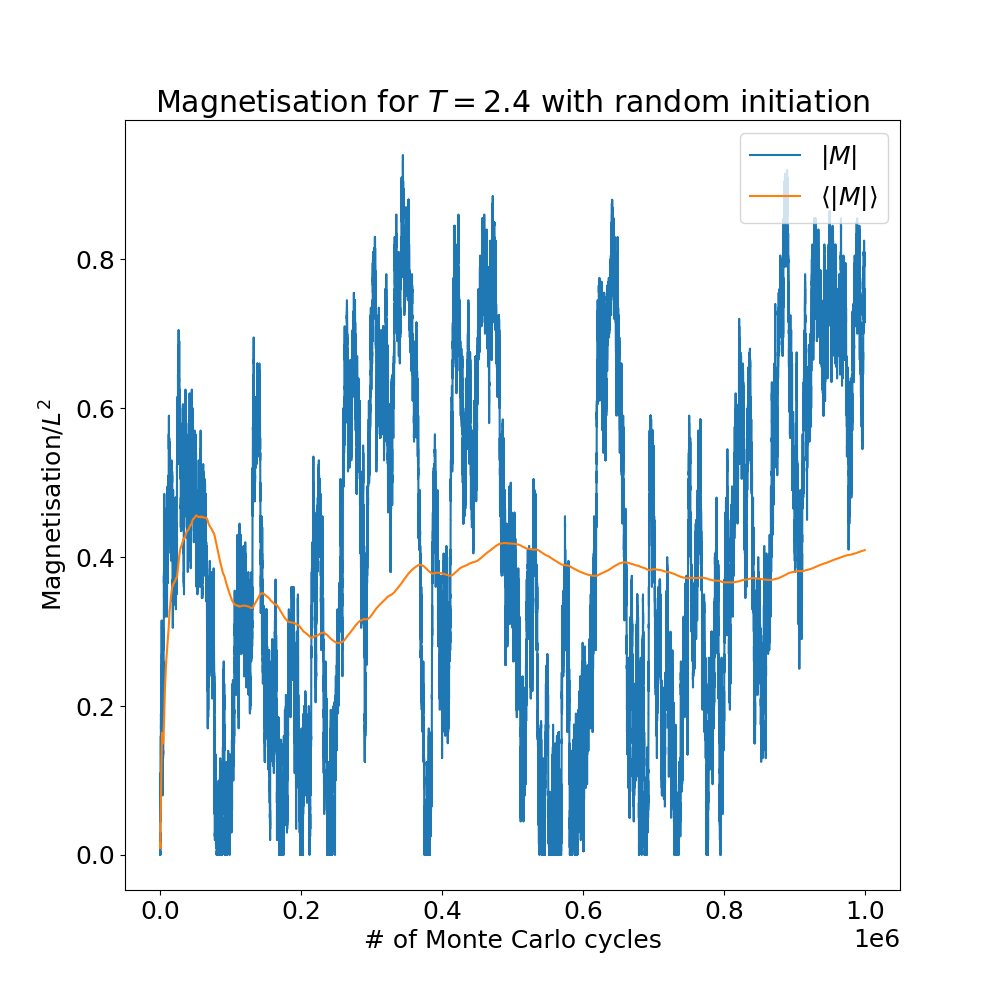 Magnetisation for T = 2.4 with random initiation
|M|
⟨|M|⟩
Magnetisation/L²
0.8
0.6
0.4
0.2
0.0
0.0 0.2 0.4 0.6 0.8 1.0
1e6
# of Monte Carlo cycles